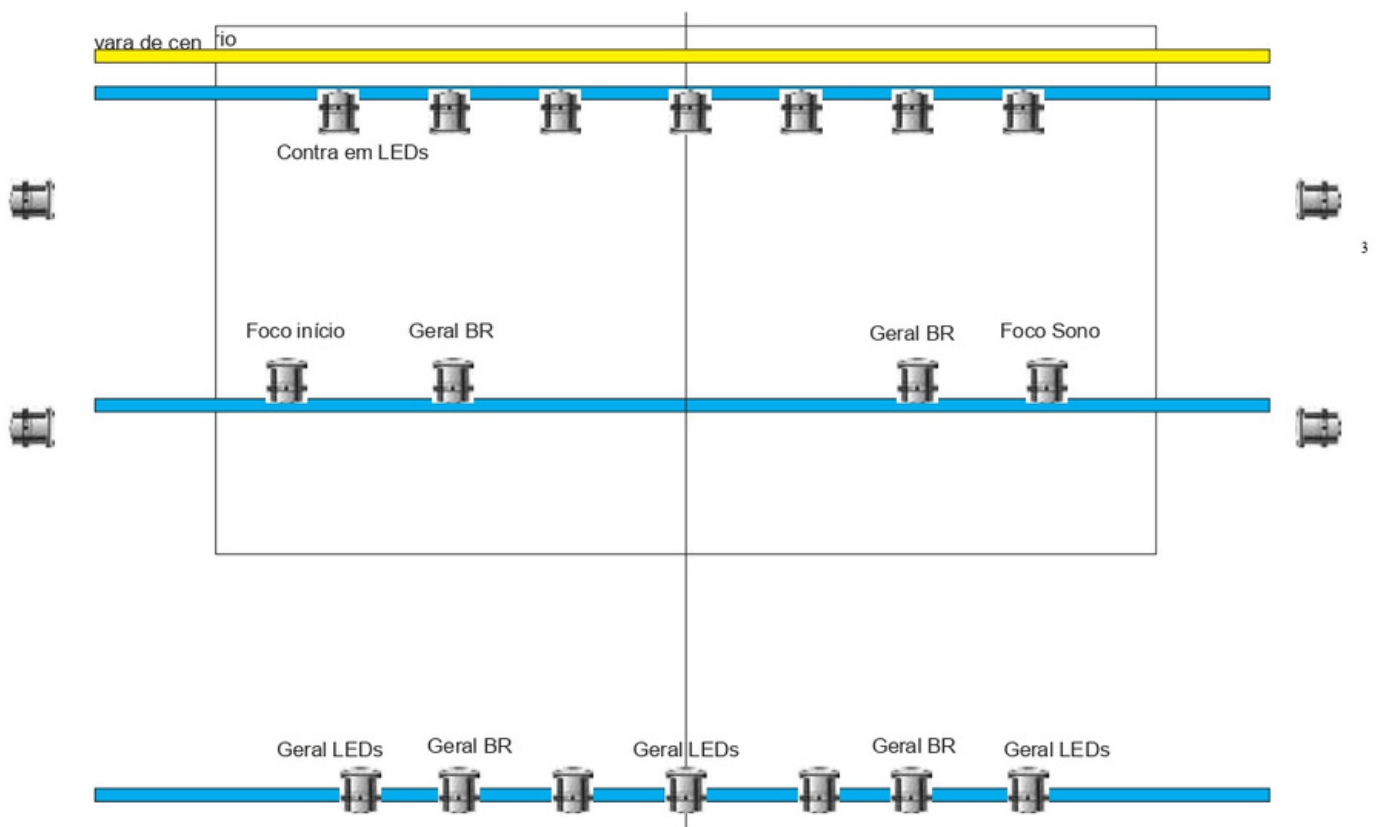 vara de cen rio
Contra em LEDs
3
Foco início Geral BR Geral BR Foco Sono
Geral LEDs Geral BR Geral LEDs Geral BR Geral LEDs